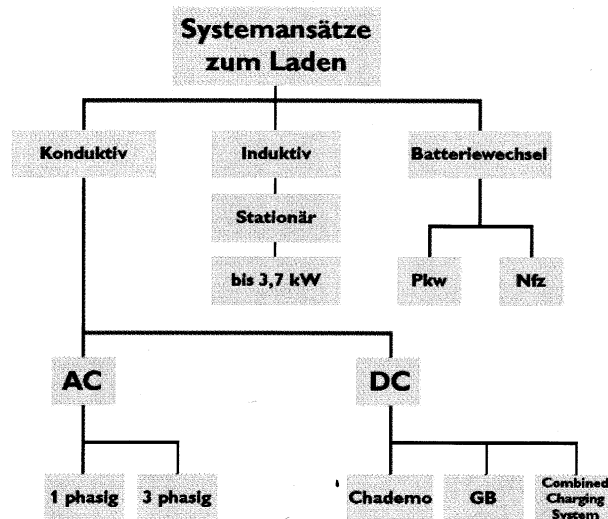 Systemansätze
zum Laden
Konduktiv
Induktiv
Batteriewechsel
Stationär
bis 3,7 kW
Pkw
Nfz
AC
DC
1 phasig
3 phasig
Chademo
GB
Combined
Charging
System